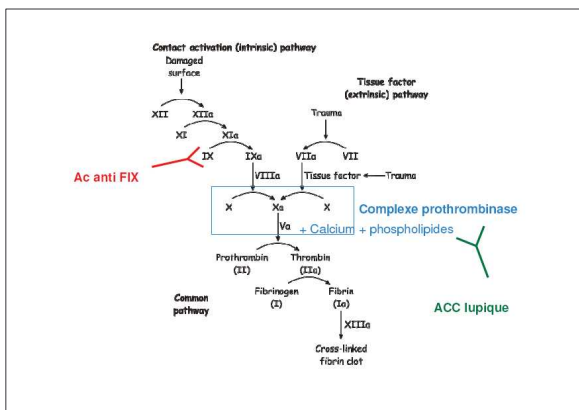 Contact activation (intrinsic) pathway
Damaged
surface
Tissue factor
(extrinsic) pathway
XII
XIIa
Trauma
XI
XIa
IX
IXa
VIIa
VII
Ac anti FIX
VIIIa
Tissue factor
Trauma
X
Xa
X
Complexe prothrombinase
Va
+ Calcium + phospholipides
Prothrombin
(II)
Thrombin
(IIa)
Common
pathway
Fibrinogen
(I)
Fibrin
(Ia)
ACC lupique
XIIIa
Cross-linked
fibrin clot